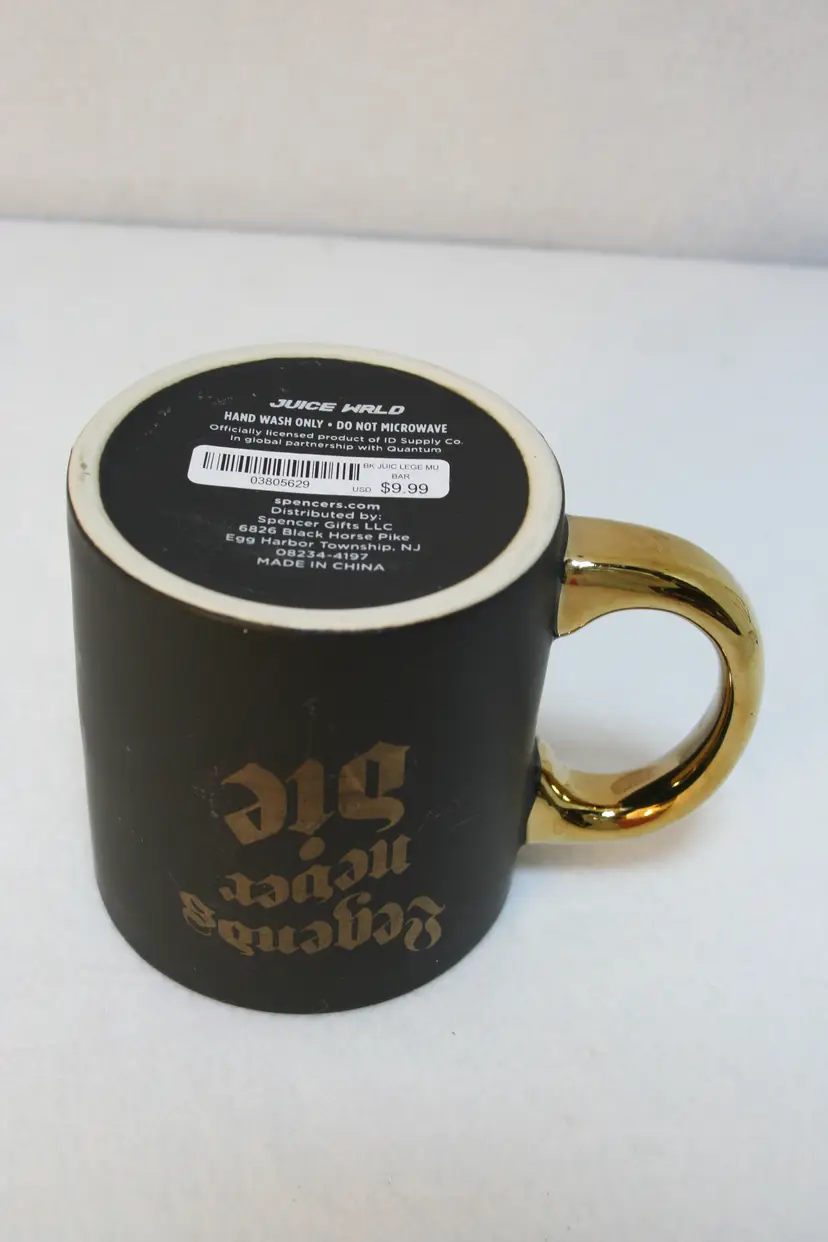 JUICE WRLD
HAND WASH ONLY • DO NOT MICROWAVE
Officially licensed product of ID Supply Co.
In global partnership with Quantum
BK JUIC LEGE MU
BAR
03805629
USD $9.99
spencers.com
Distributed by:
Spencer Gifts LLC
6826 Black Horse Pike
Egg Harbor Township, NJ
08234-4197
MADE IN CHINA
Legends
never
die